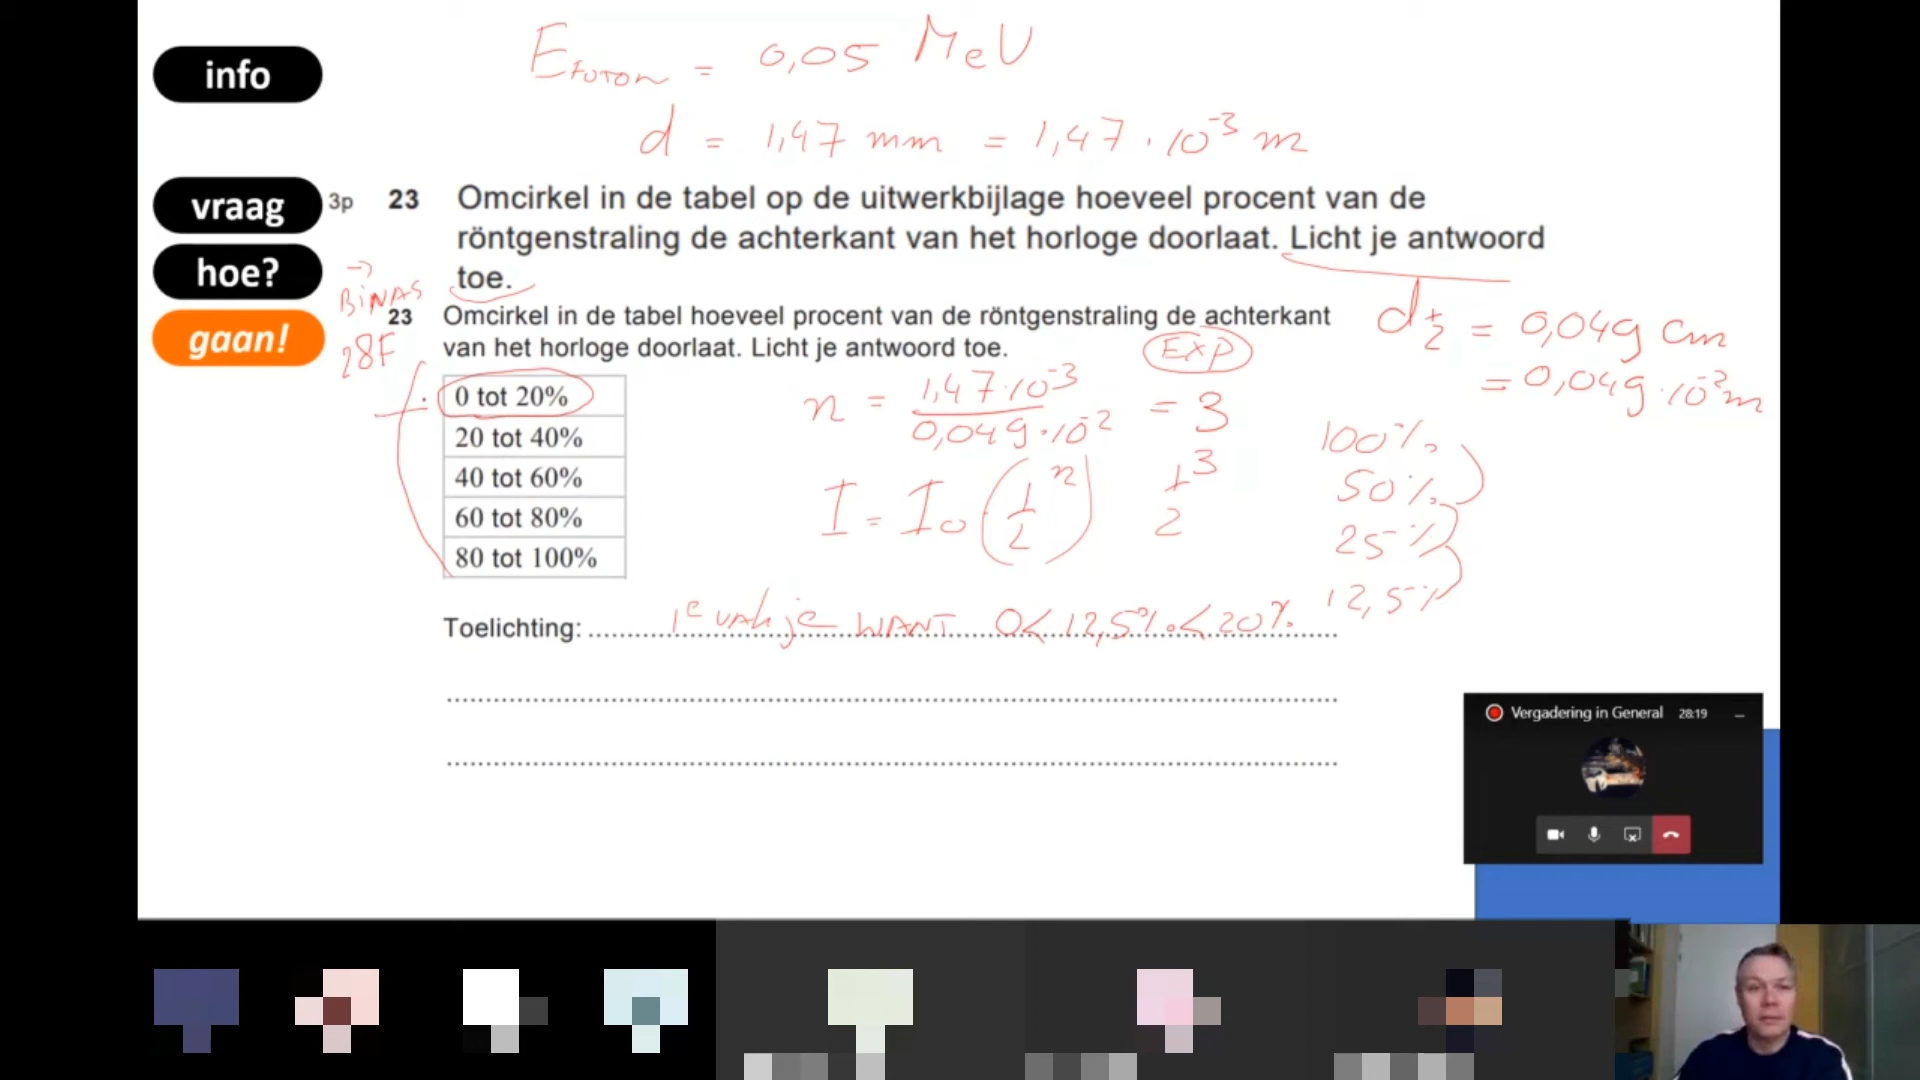 E_FOTON = 0,05 MeV
d = 1,47 mm = 1,47 · 10⁻³ m
info
vraag
hoe?
gaan!
3p 23 Omcirkel in de tabel op de uitwerkbijlage hoeveel procent van de
röntgenstraling de achterkant van het horloge doorlaat. Licht je antwoord
toe.
→ BINAS
28F
23 Omcirkel in de tabel hoeveel procent van de röntgenstraling de achterkant
van het horloge doorlaat. Licht je antwoord toe.
EXP
d½ = 0,049 cm
= 0,049 · 10⁻² m
0 tot 20%
20 tot 40%
40 tot 60%
60 tot 80%
80 tot 100%
n = 1,47 · 10⁻³ / 0,049 · 10⁻² = 3
I = I₀ (1/2)ⁿ
1/2 ³
100%
50%
25%
12,5%
Toelichting: 1e vakje WANT 0 < 12,5% < 20%
Vergadering in General 28:19